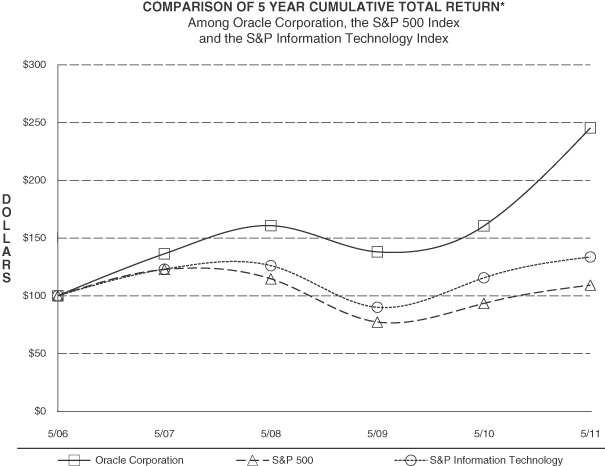 COMPARISON OF 5 YEAR CUMULATIVE TOTAL RETURN*
Among Oracle Corporation, the S&P 500 Index
and the S&P Information Technology Index
$300
$250
$200
$150
$100
$50
$0
DOLLARS
5/06 5/07 5/08 5/09 5/10 5/11
Oracle Corporation S&P 500 S&P Information Technology